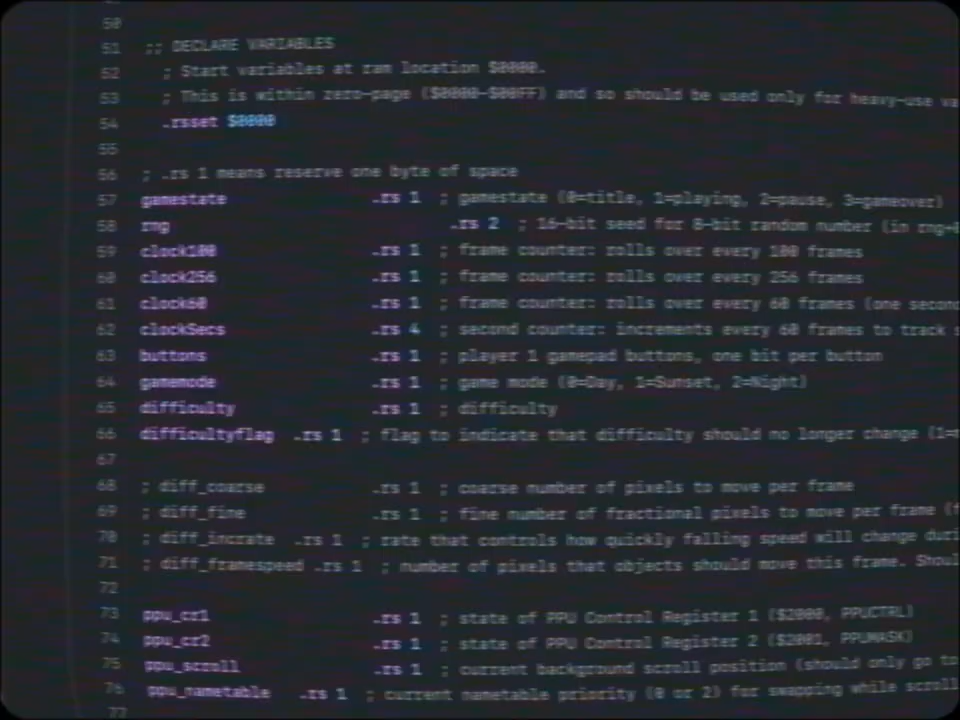 50
51 ;; DECLARE VARIABLES
52 ; Start variables at ram location $0000.
53 ; This is within zero-page ($0000-$00FF) and so should be used only for heavy-use va
54 .rsset $0000
55
56 ; .rs 1 means reserve one byte of space
57 gamestate .rs 1 ; gamestate (0=title, 1=playing, 2=pause, 3=gameover)
58 rng .rs 2 ; 16-bit seed for 8-bit random number (in rng+
59 clock100 .rs 1 ; frame counter: rolls over every 100 frames
60 clock256 .rs 1 ; frame counter: rolls over every 256 frames
61 clock60 .rs 1 ; frame counter: rolls over every 60 frames (one second
62 clockSecs .rs 4 ; second counter: increments every 60 frames to track s
63 buttons .rs 1 ; player 1 gamepad buttons, one bit per button
64 gamemode .rs 1 ; game mode (0=Day, 1=Sunset, 2=Night)
65 difficulty .rs 1 ; difficulty
66 difficultyflag .rs 1 ; flag to indicate that difficulty should no longer change (1=
67
68 ; diff_coarse .rs 1 ; coarse number of pixels to move per frame
69 ; diff_fine .rs 1 ; fine number of fractional pixels to move per frame (f
70 ; diff_incrate .rs 1 ; rate that controls how quickly falling speed will change duri
71 ; diff_framespeed .rs 1 ; number of pixels that objects should move this frame. Shoul
72
73 ppu_cr1 .rs 1 ; state of PPU Control Register 1 ($2000, PPUCTRL)
74 ppu_cr2 .rs 1 ; state of PPU Control Register 2 ($2001, PPUMASK)
75 ppu_scroll .rs 1 ; current background scroll position (should only go to
76 ppu_nametable .rs 1 ; current nametable priority (0 or 2) for swapping while scroll
77